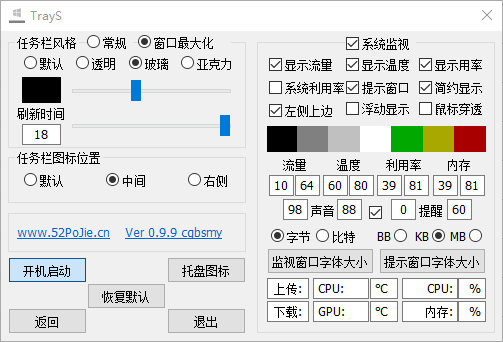 TrayS
任务栏风格 常规 窗口最大化
默认 透明 玻璃 亚克力
刷新时间
18
任务栏图标位置
默认 中间 右侧
www.52PoJie.cn Ver 0.9.9 cqbsmy
开机启动 托盘图标
恢复默认
返回 退出
系统监视
显示流量 显示温度 显示用率
系统利用率 提示窗口 简约显示
左侧上边 浮动显示 鼠标穿透
流量 温度 利用率 内存
10 64 60 80 39 81 39 81
98 声音 88 0 提醒 60
字节 比特 BB KB MB
监视窗口字体大小 提示窗口字体大小
上传: CPU: ℃ CPU: %
下载: GPU: ℃ 内存: %